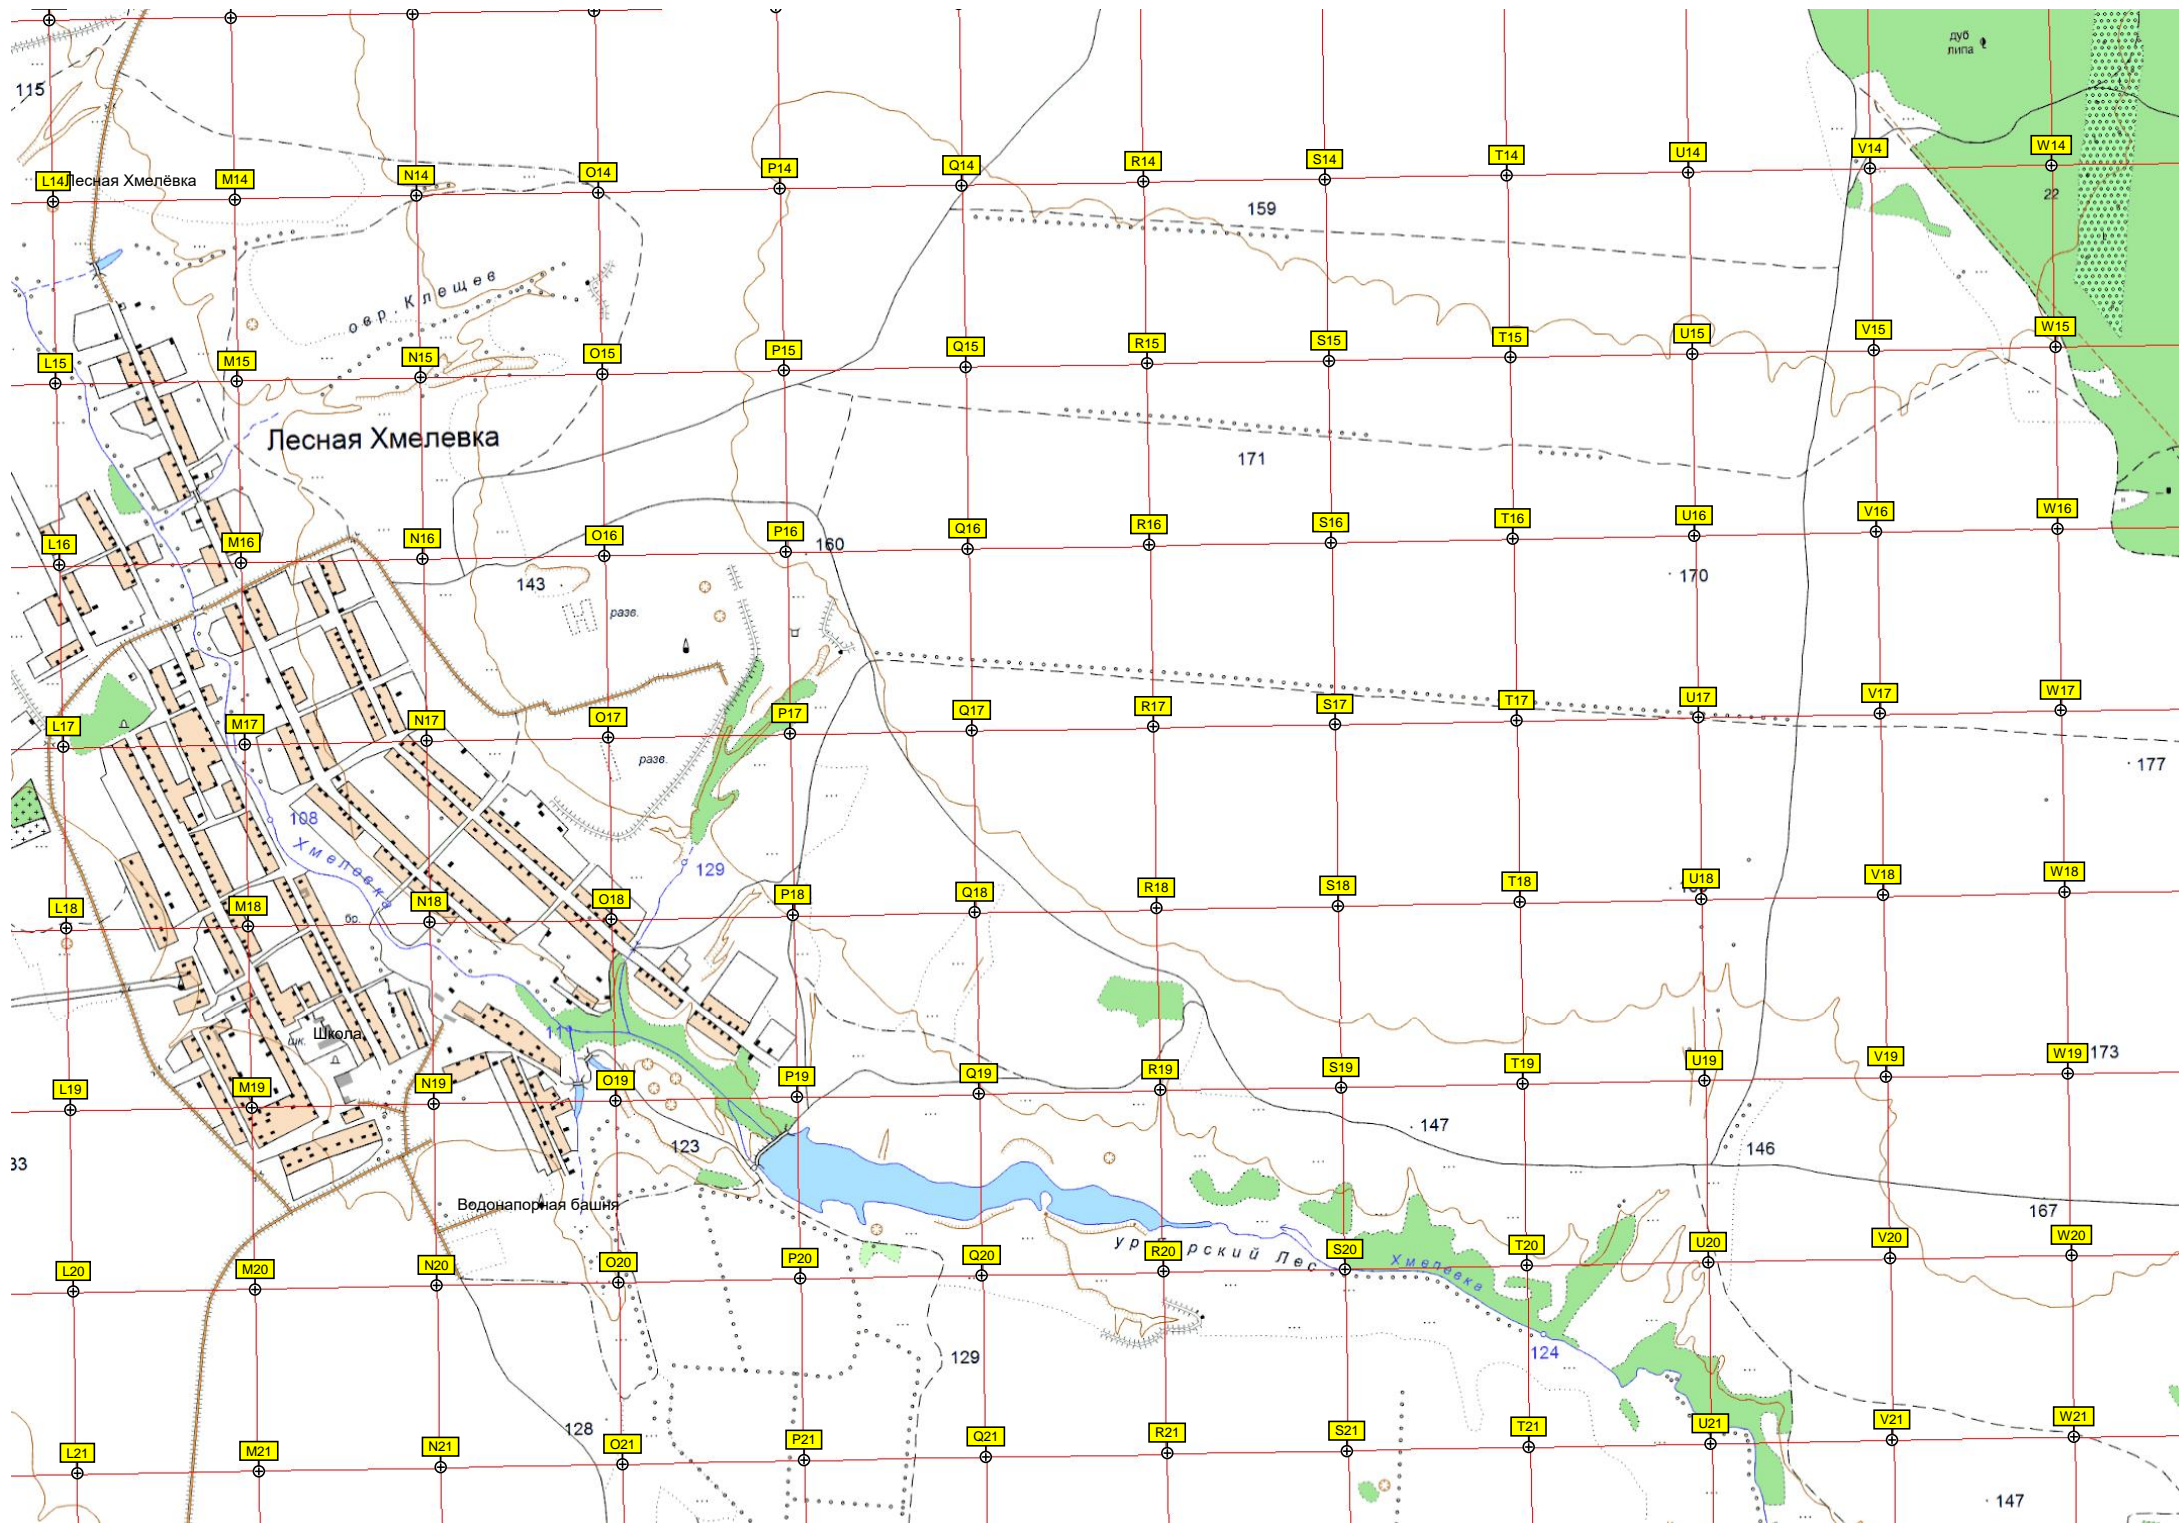 дуб
липа
115
L14 Лесная Хмелёвка M14 N14 O14 P14 Q14 R14 S14 T14 U14 V14 W14
22
159
овр. Клещев
L15 M15 N15 O15 P15 Q15 R15 S15 T15 U15 V15 W15
Лесная Хмелевка
171
L16 M16 N16 O16 P16 Q16 R16 S16 T16 U16 V16 W16
160
143
170
разв.
L17 M17 N17 O17 P17 Q17 R17 S17 T17 U17 V17 W17
разв.
177
108
Хмелевка
129
L18 M18 N18 O18 P18 Q18 R18 S18 T18 U18 V18 W18
бр.
Школа
шк.
L19 M19 N19 O19 P19 Q19 R19 S19 T19 U19 V19 W19 173
147
123
146
33
Водонапорная башня
167
L20 M20 N20 O20 P20 Q20 R20 S20 T20 U20 V20 W20
Лес
Хмелевка
124
129
128
L21 M21 N21 O21 P21 Q21 R21 S21 T21 U21 V21 W21
147